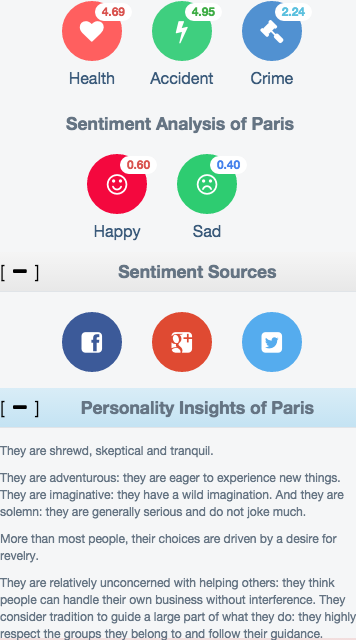 4.69 4.95 2.24
Health Accident Crime
Sentiment Analysis of Paris
0.60 0.40
Happy Sad
[ – ] Sentiment Sources
[ – ] Personality Insights of Paris
They are shrewd, skeptical and tranquil.
They are adventurous: they are eager to experience new things.
They are imaginative: they have a wild imagination. And they are
solemn: they are generally serious and do not joke much.
More than most people, their choices are driven by a desire for
revelry.
They are relatively unconcerned with helping others: they think
people can handle their own business without interference. They
consider tradition to guide a large part of what they do: they highly
respect the groups they belong to and follow their guidance.